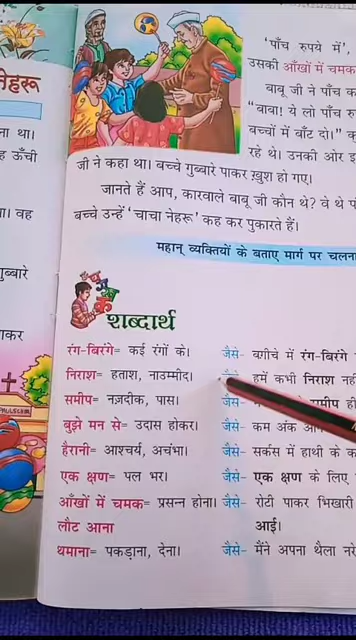 नेहरू
ना था।
ह ऊँची
ा। वह
गुब्बारे
ाकर
'पाँच रुपये में',
उसकी आँखों में चमक
बाबू जी ने पाँच
"बाबा! ये लो पाँच
बच्चों में बाँट दो।"
रहे थे। उनकी ओर
जी ने कहा था। बच्चे गुब्बारे पाकर ख़ुश हो गए।
जानते हैं आप, कारवाले बाबू जी कौन थे? वे थे
बच्चे उन्हें 'चाचा नेहरू' कह कर पुकारते हैं।
महान् व्यक्तियों के बताए मार्ग पर चलना
शब्दार्थ
रंग-बिरंगे= कई रंगों के। जैसे- बग़ीचे में रंग-बिरंगे
निराश= हताश, नाउम्मीद। हमें कभी निराश
समीप= नज़दीक, पास। जैसे- समीप ही
बुझे मन से= उदास होकर। जैसे- कम अंक
हैरानी= आश्चर्य, अचंभा। जैसे- सर्कस में हाथी के
एक क्षण= पल भर। जैसे- एक क्षण के लिए
आँखों में चमक= प्रसन्न होना। जैसे- रोटी पाकर भिखारी
लौट आना आई।
थमाना= पकड़ाना, देना। जैसे- मैंने अपना थैला